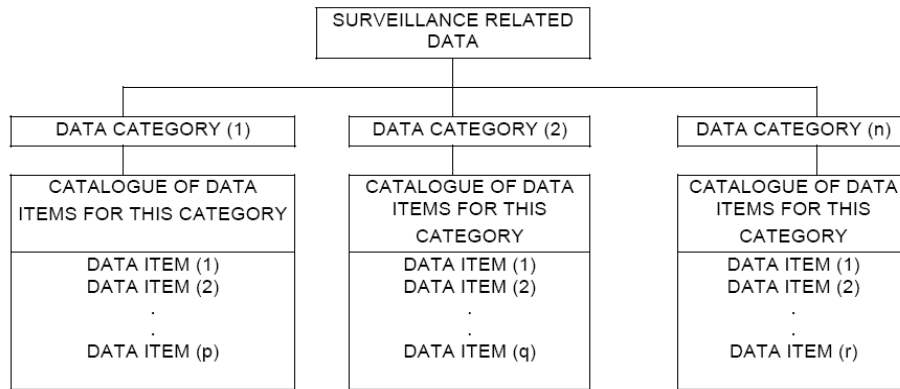 SURVEILLANCE RELATED
DATA
DATA CATEGORY (1)
DATA CATEGORY (2)
DATA CATEGORY (n)
CATALOGUE OF DATA
ITEMS FOR THIS CATEGORY
DATA ITEM (1)
DATA ITEM (2)
.
.
DATA ITEM (p)
CATALOGUE OF DATA
ITEMS FOR THIS
CATEGORY
DATA ITEM (1)
DATA ITEM (2)
.
.
DATA ITEM (q)
CATALOGUE OF DATA
ITEMS FOR THIS
CATEGORY
DATA ITEM (1)
DATA ITEM (2)
.
.
DATA ITEM (r)